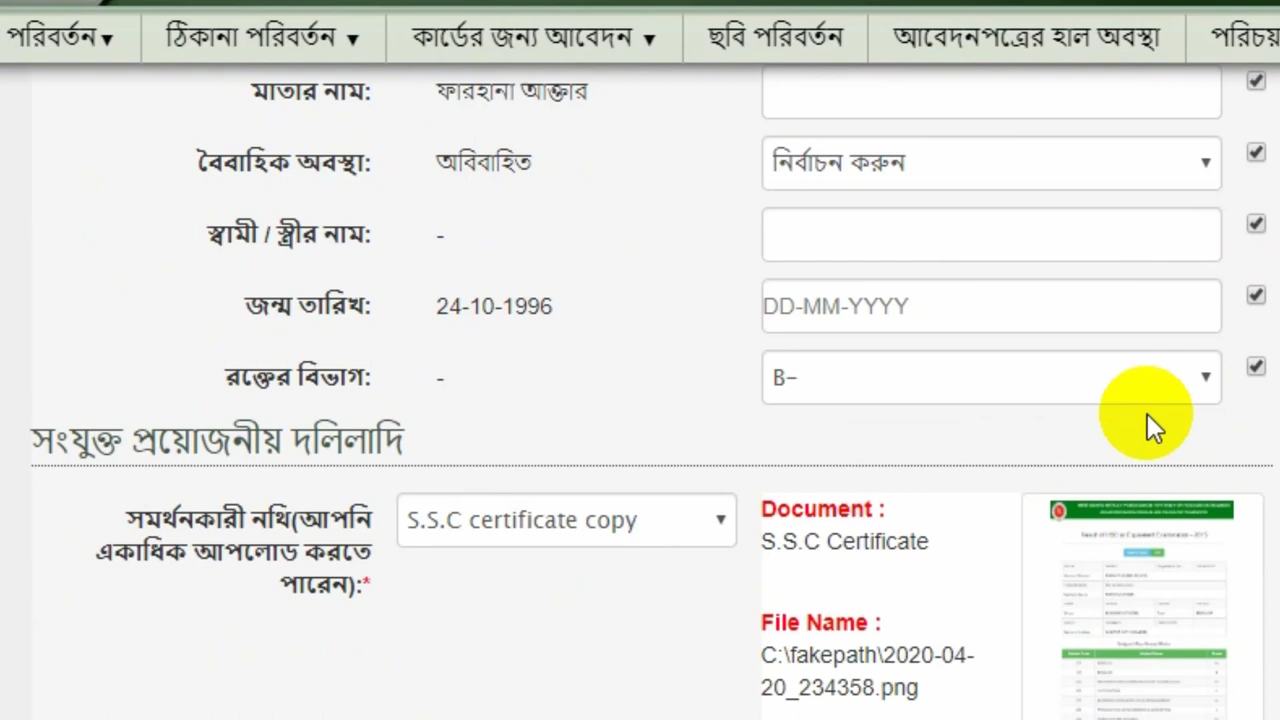 পরিবর্তন▼ ঠিকানা পরিবর্তন ▼ কার্ডের জন্য আবেদন ▼ ছবি পরিবর্তন আবেদনপত্রের হাল অবস্থা পরিচয়
মাতার নাম: ফারহানা আক্তার
বৈবাহিক অবস্থা: অবিবাহিত নির্বাচন করুন
স্বামী / স্ত্রীর নাম: -
জন্ম তারিখ: 24-10-1996 DD-MM-YYYY
রক্তের বিভাগ: - B-
সংযুক্ত প্রয়োজনীয় দলিলাদি
সমর্থনকারী নথি(আপনি
একাধিক আপলোড করতে
পারেন):*
S.S.C certificate copy
Document :
S.S.C Certificate
File Name :
C:\fakepath\2020-04-
20_234358.png